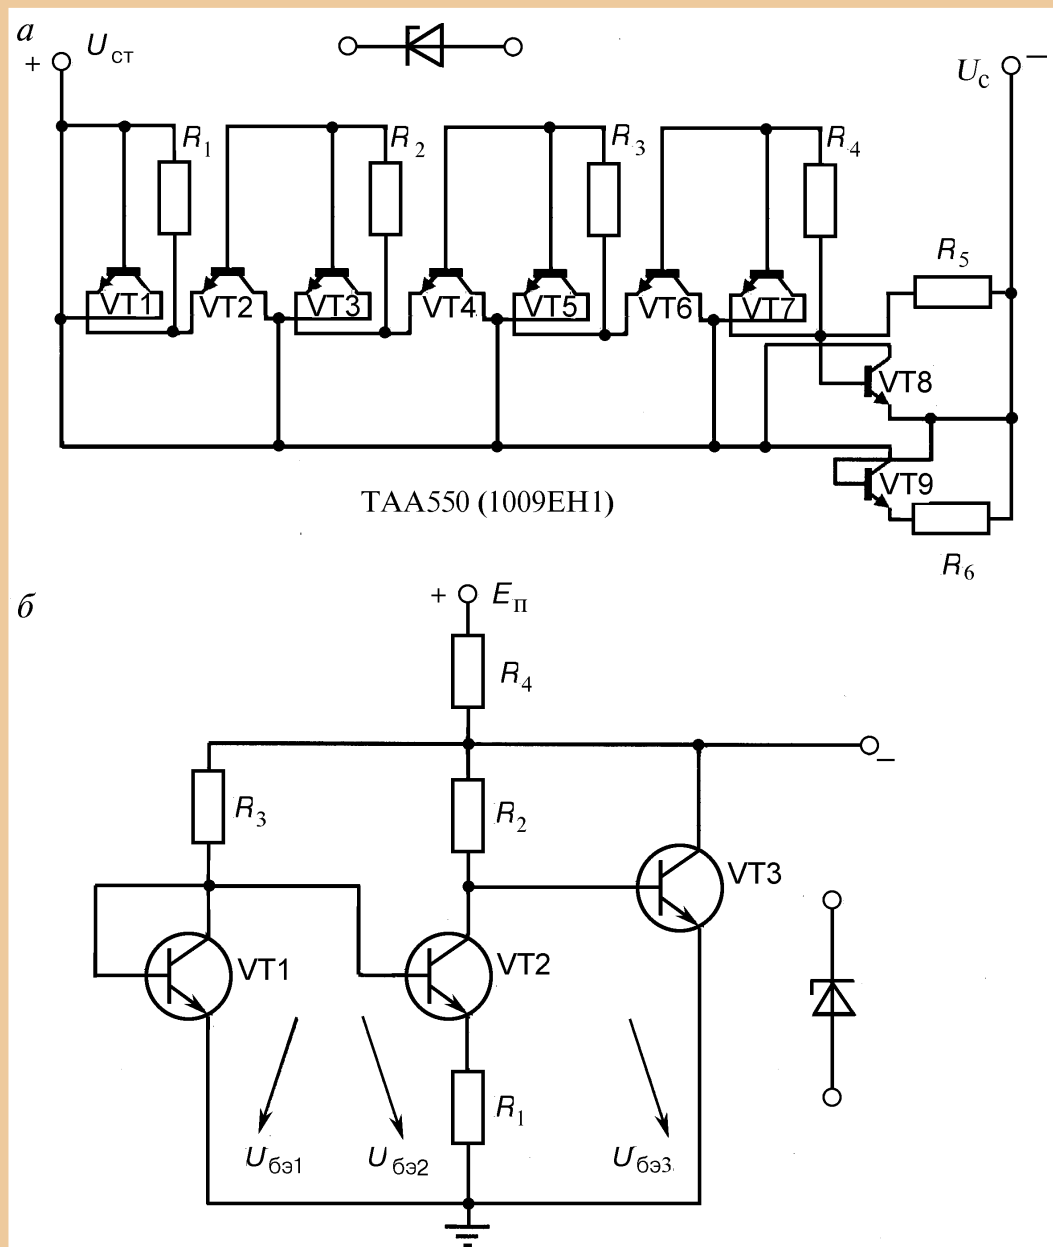 а
+ U ст
U с −
R 1 R 2 R 3 R 4
R 5
VT1 VT2 VT3 VT4 VT5 VT6 VT7
VT8
VT9
TAA550 (1009ЕН1)
R 6
б
+ E п
R 4
−
R 3 R 2
VT3
VT1 VT2
R 1
U бэ1 U бэ2 U бэ3